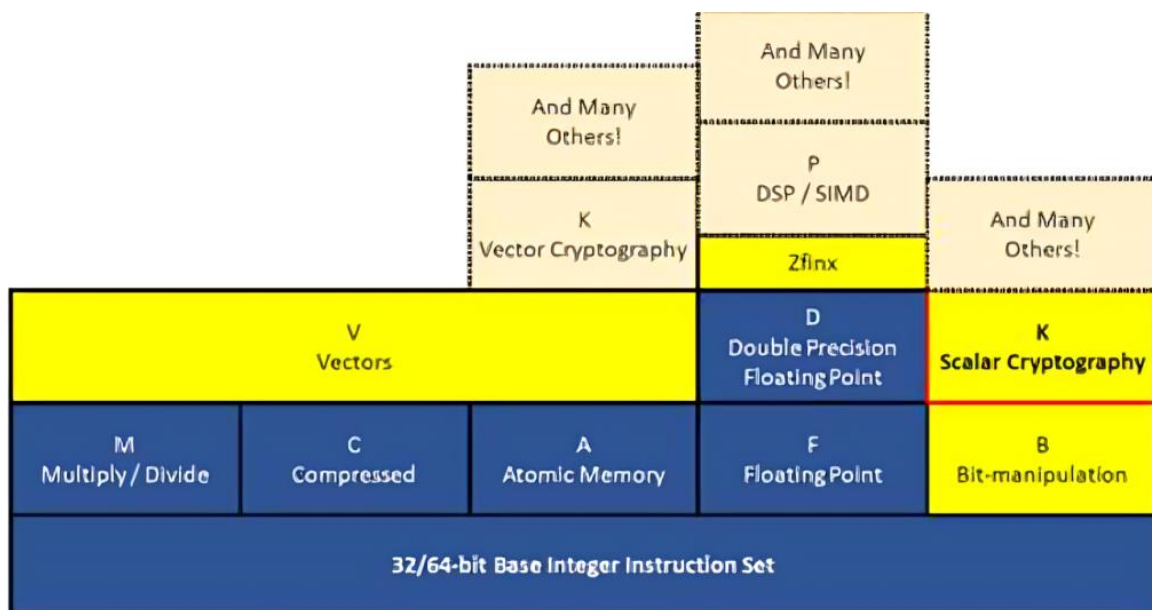 And Many
Others!
And Many
Others!
P
DSP / SIMD
K
Vector Cryptography
And Many
Others!
Zfinx
V
Vectors
D
Double Precision
Floating Point
K
Scalar Cryptography
M
Multiply / Divide
C
Compressed
A
Atomic Memory
F
Floating Point
B
Bit-manipulation
32/64-bit Base Integer Instruction Set